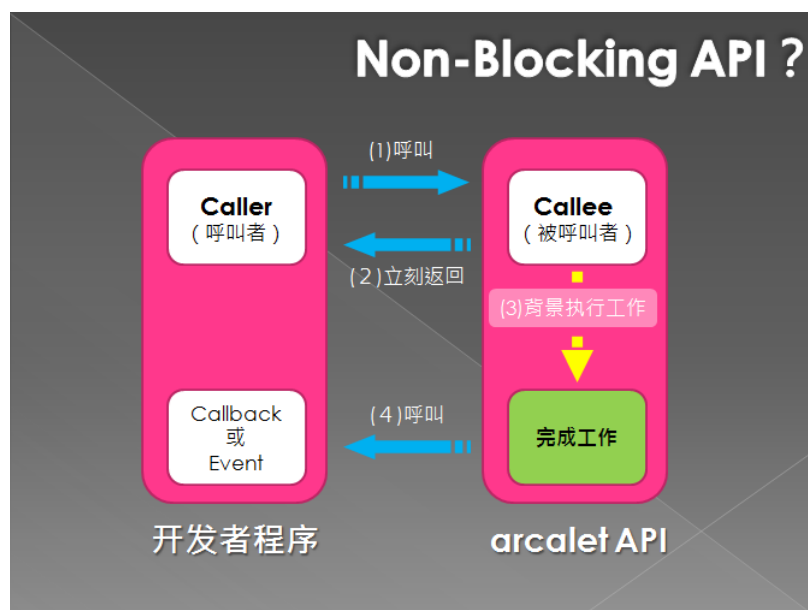 Non-Blocking API？
(1)呼叫
Caller
（呼叫者）
Callee
（被呼叫者）
(２)立刻返回
(3)背景执行工作
Callback
或
Event
(４)呼叫
完成工作
开发者程序
arcalet API